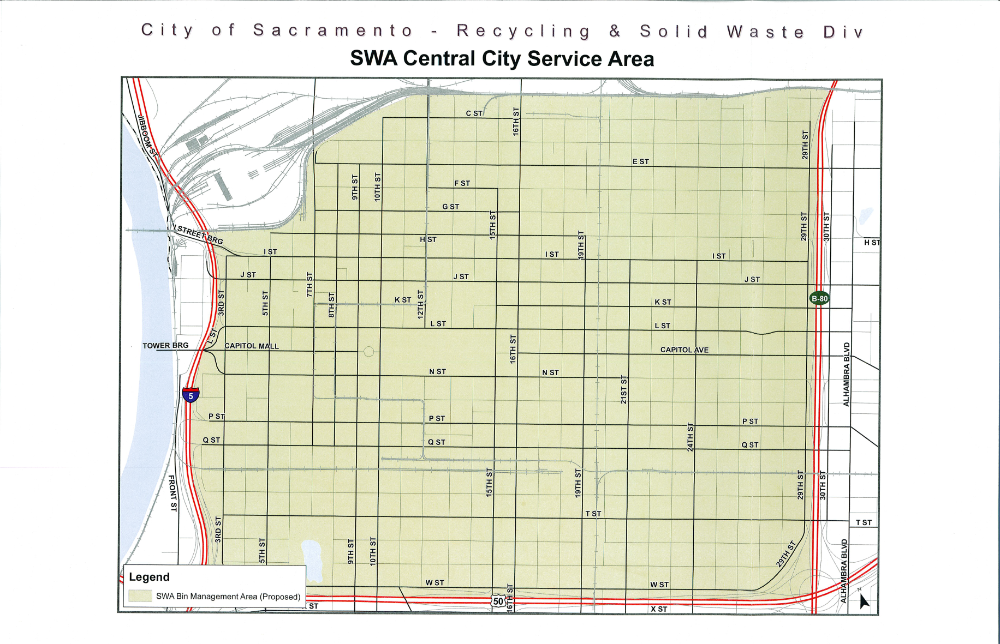 City of Sacramento - Recycling & Solid Waste Div
SWA Central City Service Area
JIBBOOM ST
C ST
16TH ST
29TH ST
E ST
9TH ST
10TH ST
F ST
G ST
15TH ST
29TH ST
30TH ST
I STREET BRG
H ST
19TH ST
H ST
I ST
I ST
I ST
J ST
7TH ST
J ST
J ST
3RD ST
5TH ST
8TH ST
K ST
12TH ST
K ST
B-80
L ST
L ST
L ST
TOWER BRG
CAPITOL MALL
16TH ST
CAPITOL AVE
ALHAMBRA BLVD
N ST
N ST
21ST ST
5
P ST
P ST
P ST
Q ST
Q ST
24TH ST
Q ST
FRONT ST
15TH ST
19TH ST
29TH ST
30TH ST
3RD ST
T ST
T ST
5TH ST
9TH ST
10TH ST
29TH ST
ALHAMBRA BLVD
Legend
SWA Bin Management Area (Proposed)
W ST
W ST
50
16TH ST
ST
X ST
N